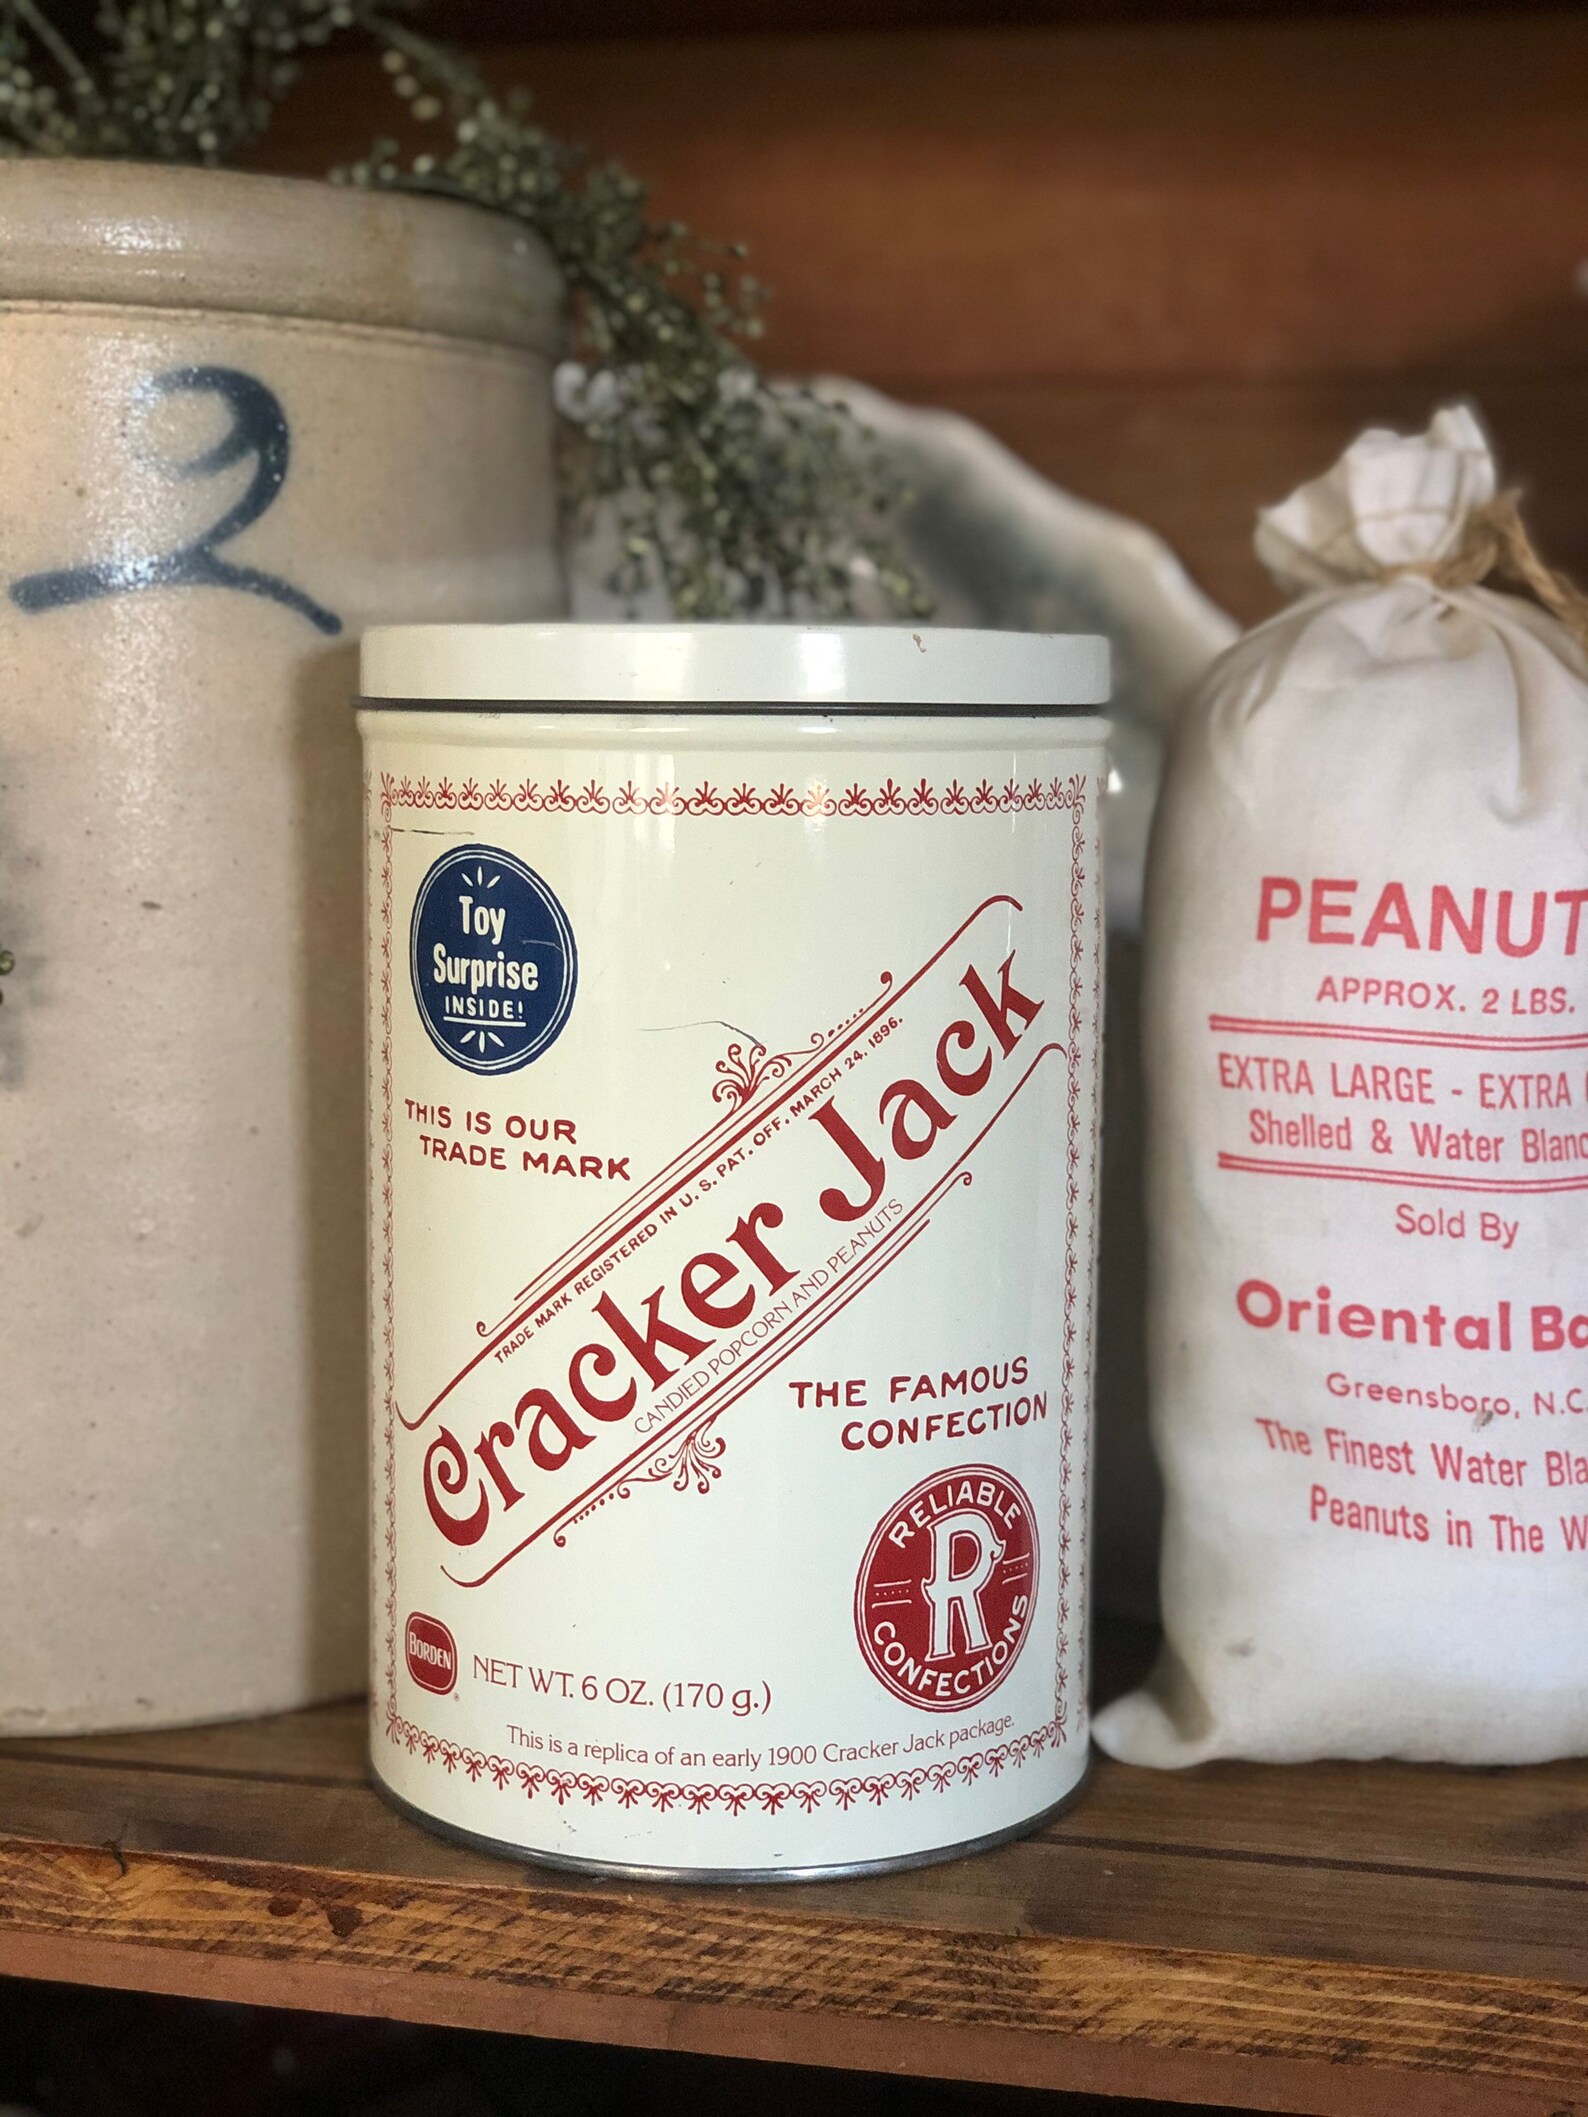 2
Toy
Surprise
INSIDE!
THIS IS OUR
TRADE MARK
TRADE MARK REGISTERED IN U. S. PAT. OFF. MARCH 24. 1896.
Cracker Jack
CANDIED POPCORN AND PEANUTS
THE FAMOUS
CONFECTION
RELIABLE
R
CONFECTIONS
BORDEN
NET WT. 6 OZ. (170 g.)
This is a replica of an early 1900 Cracker Jack package.
PEANUT
APPROX. 2 LBS.
EXTRA LARGE - EXTRA
Shelled & Water Blanc
Sold By
Oriental Ba
Greensboro, N.C.
The Finest Water Bla
Peanuts in The W